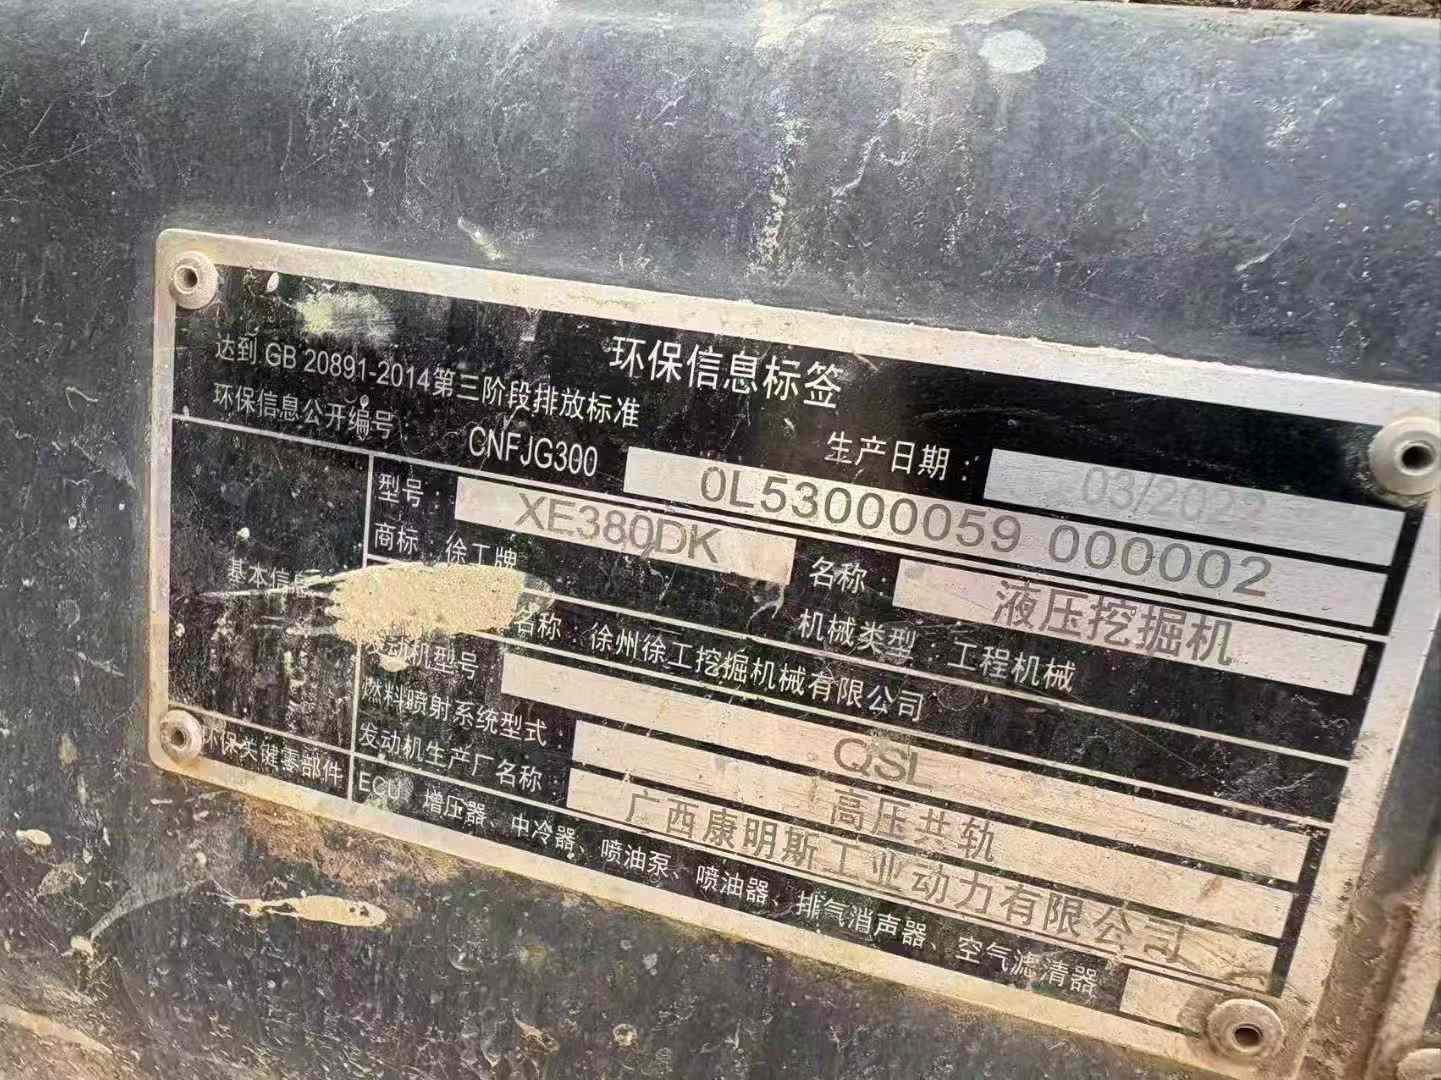 环保信息标签
达到 GB 20891-2014第三阶段排放标准
生产日期： 03/2022
环保信息公开编号： CNFJG300 0L53000059 000002
基本信息
型号： XE380DK 名称： 液压挖掘机
商标 徐工牌 机械类型： 工程机械
名称： 徐州徐工挖掘机械有限公司
发动机型号 QSL
燃料喷射系统型式： 高压共轨
发动机生产厂名称： 广西康明斯工业动力有限公司
环保关键零部件 ECU 增压器、中冷器、喷油泵、喷油器、排气消声器、空气滤清器